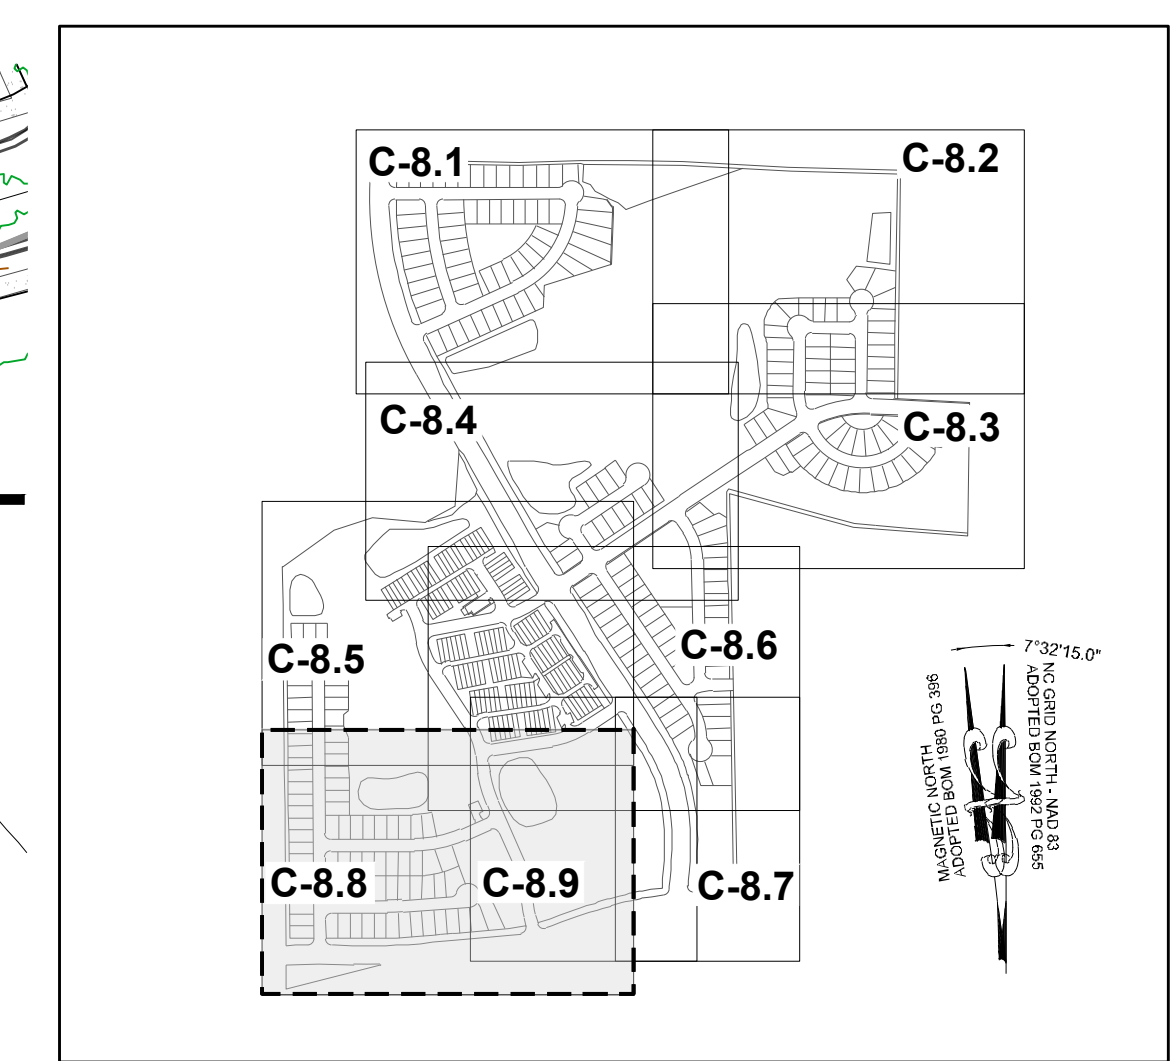 C-8.1
C-8.2
C-8.4
C-8.3
C-8.5
C-8.6
C-8.8
C-8.9
C-8.7
7°32'15.0"
NC GRID NORTH - NAD 83
ADOPTED BOM 1992 PG 655
MAGNETIC NORTH
ADOPTED BOM 1980 PG 396